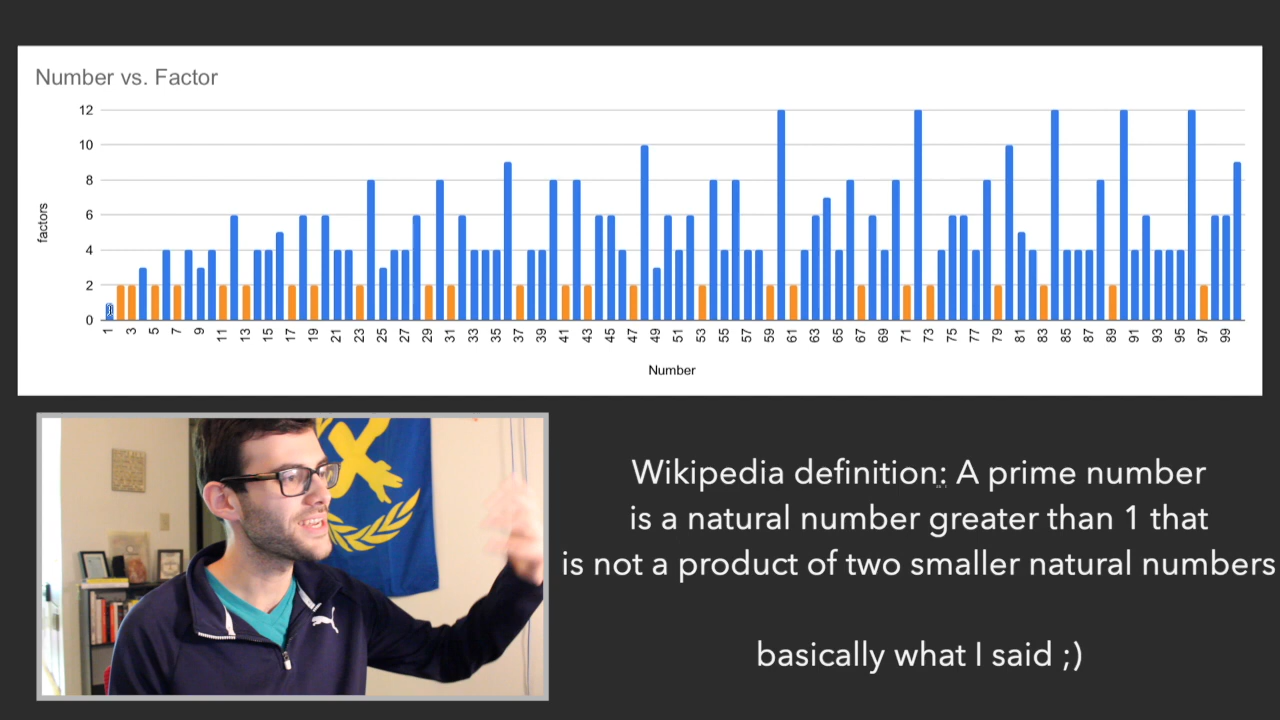 Number vs. Factor
12
10
8
6
4
2
0
factors
1 3 5 7 9 11 13 15 17 19 21 23 25 27 29 31 33 35 37 39 41 43 45 47 49 51 53 55 57 59 61 63 65 67 69 71 73 75 77 79 81 83 85 87 89 91 93 95 97 99
Number
Wikipedia definition: A prime number
is a natural number greater than 1 that
is not a product of two smaller natural numbers
basically what I said ;)